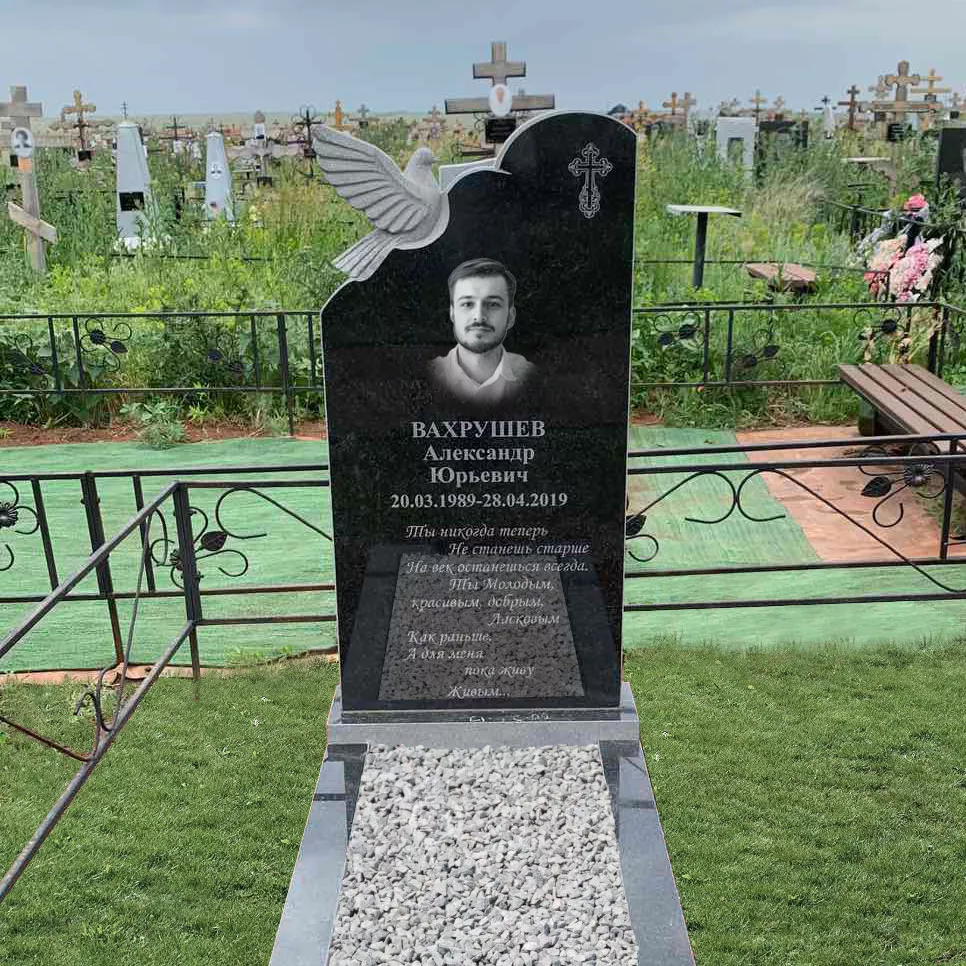 ВАХРУШЕВ
Александр
Юрьевич
20.03.1989-28.04.2019
Ты никогда теперь
Не станешь старше
На век останешься всегда.
Ты Молодым,
красивым, добрым,
Ласковым
Как раньше.
А для меня
пока живу
Живым...